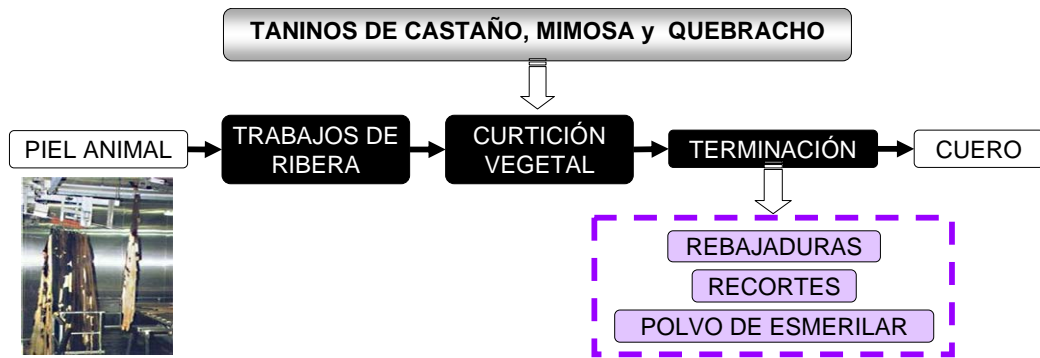 TANINOS DE CASTAÑO, MIMOSA y QUEBRACHO
PIEL ANIMAL
TRABAJOS DE
RIBERA
CURTICIÓN
VEGETAL
TERMINACIÓN
CUERO
REBAJADURAS
RECORTES
POLVO DE ESMERILAR